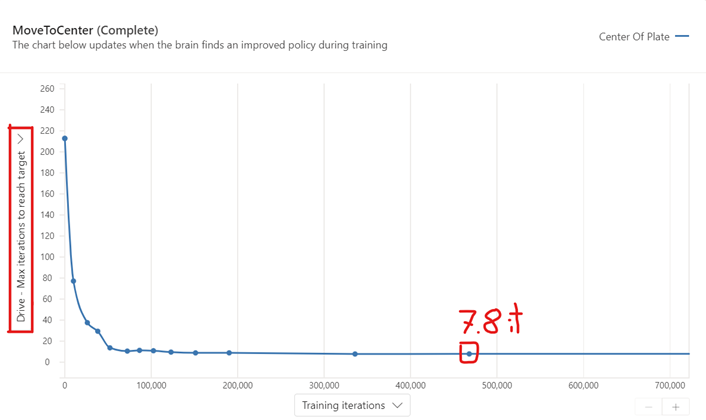 MoveToCenter (Complete)
The chart below updates when the brain finds an improved policy during training
Center Of Plate
Drive - Max iterations to reach target
260
240
220
200
180
160
140
120
100
80
60
40
20
0
7.8 it
0 100,000 200,000 300,000 400,000 500,000 600,000 700,000
Training iterations